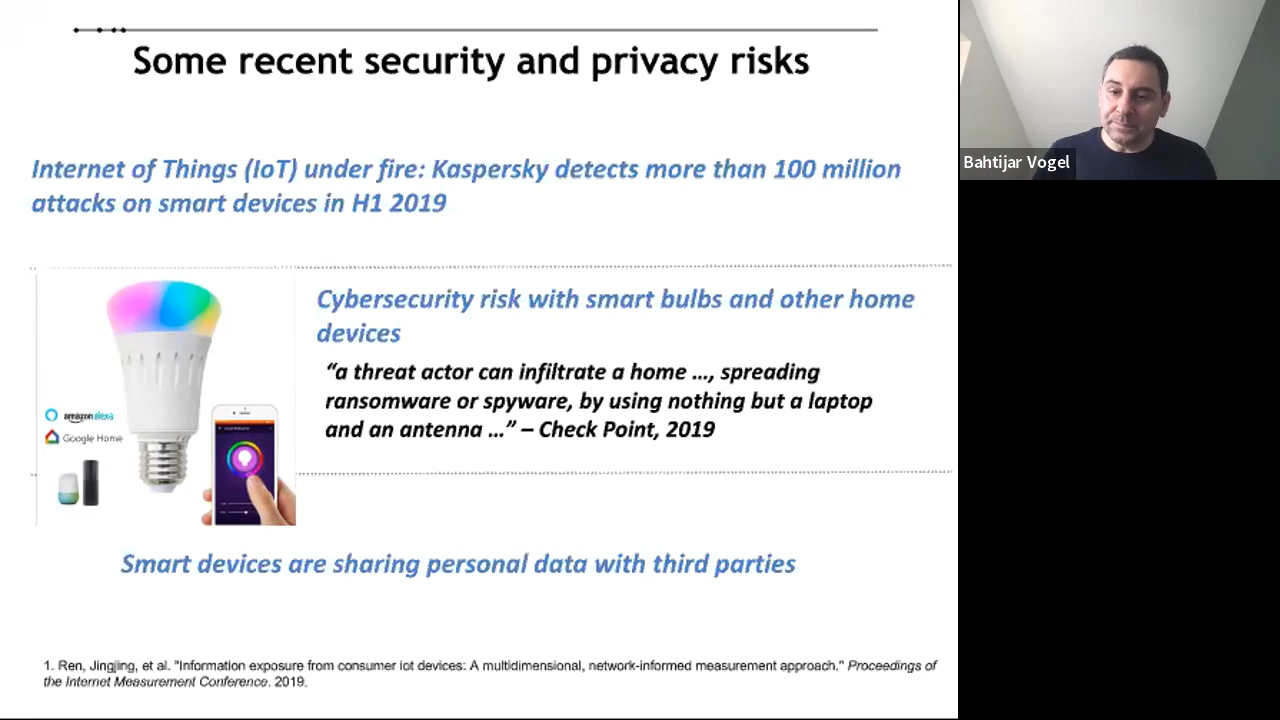 Some recent security and privacy risks
Bahtijar Vogel
Internet of Things (IoT) under fire: Kaspersky detects more than 100 million
attacks on smart devices in H1 2019
Cybersecurity risk with smart bulbs and other home
devices
“a threat actor can infiltrate a home …, spreading
ransomware or spyware, by using nothing but a laptop
and an antenna …” – Check Point, 2019
amazon alexa
Google Home
Smart devices are sharing personal data with third parties
1. Ren, Jingjing, et al. "Information exposure from consumer iot devices: A multidimensional, network-informed measurement approach." Proceedings of
the Internet Measurement Conference. 2019.